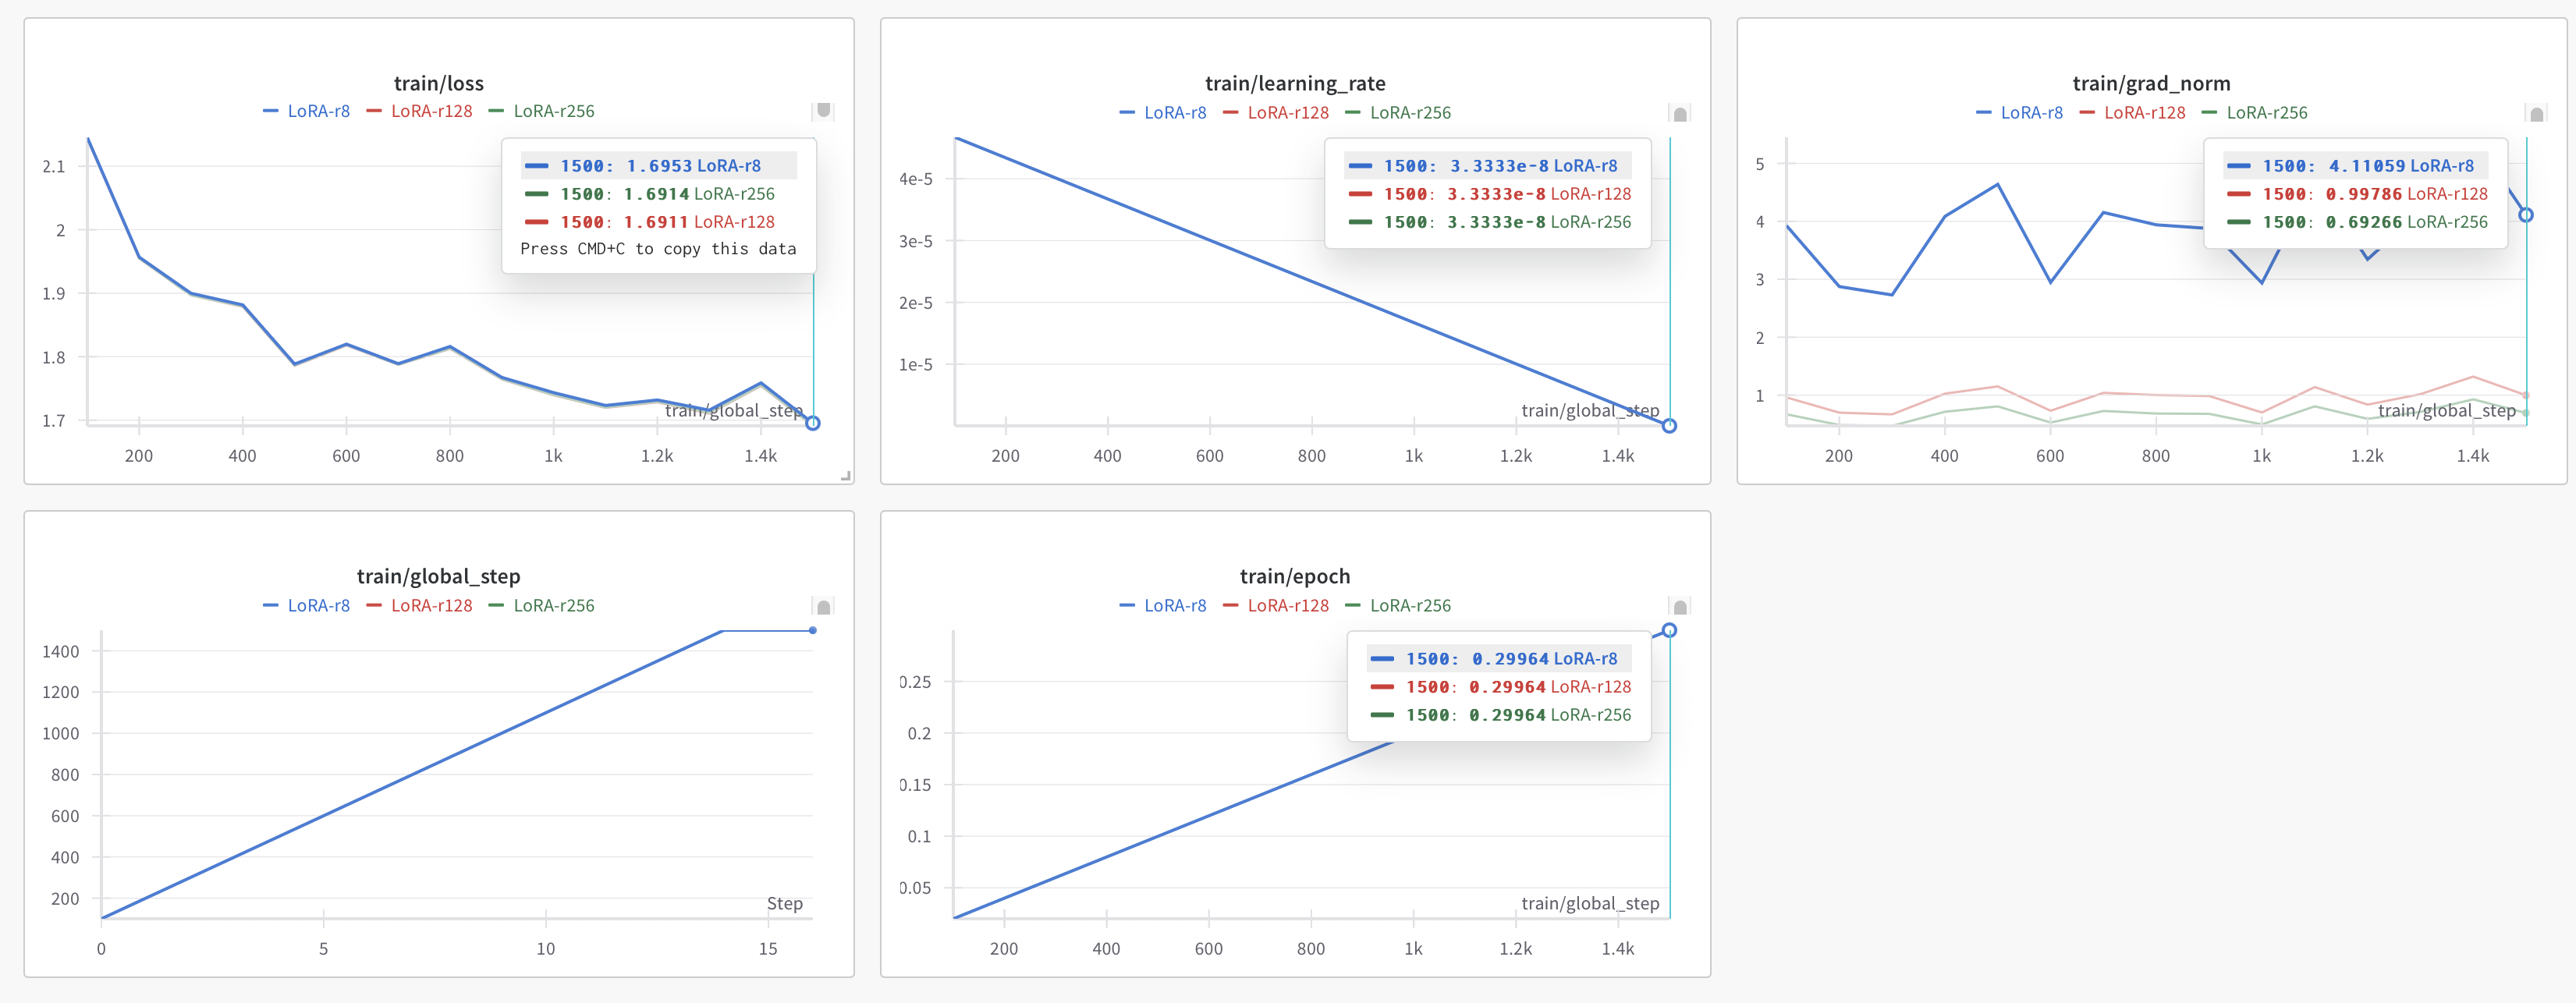 train/loss
LoRA-r8 LoRA-r128 LoRA-r256
2.1
2
1.9
1.8
1.7
1500: 1.6953 LoRA-r8
1500: 1.6914 LoRA-r256
1500: 1.6911 LoRA-r128
Press CMD+C to copy this data
train/global_step
200 400 600 800 1k 1.2k 1.4k
train/learning_rate
LoRA-r8 LoRA-r128 LoRA-r256
4e-5
3e-5
2e-5
1e-5
1500: 3.3333e-8 LoRA-r8
1500: 3.3333e-8 LoRA-r128
1500: 3.3333e-8 LoRA-r256
train/global_step
200 400 600 800 1k 1.2k 1.4k
train/grad_norm
LoRA-r8 LoRA-r128 LoRA-r256
5
4
3
2
1
1500: 4.11059 LoRA-r8
1500: 0.99786 LoRA-r128
1500: 0.69266 LoRA-r256
train/global_step
200 400 600 800 1k 1.2k 1.4k
train/global_step
LoRA-r8 LoRA-r128 LoRA-r256
1400
1200
1000
800
600
400
200
Step
0 5 10 15
train/epoch
LoRA-r8 LoRA-r128 LoRA-r256
0.25
0.2
0.15
0.1
0.05
1500: 0.29964 LoRA-r8
1500: 0.29964 LoRA-r128
1500: 0.29964 LoRA-r256
train/global_step
200 400 600 800 1k 1.2k 1.4k